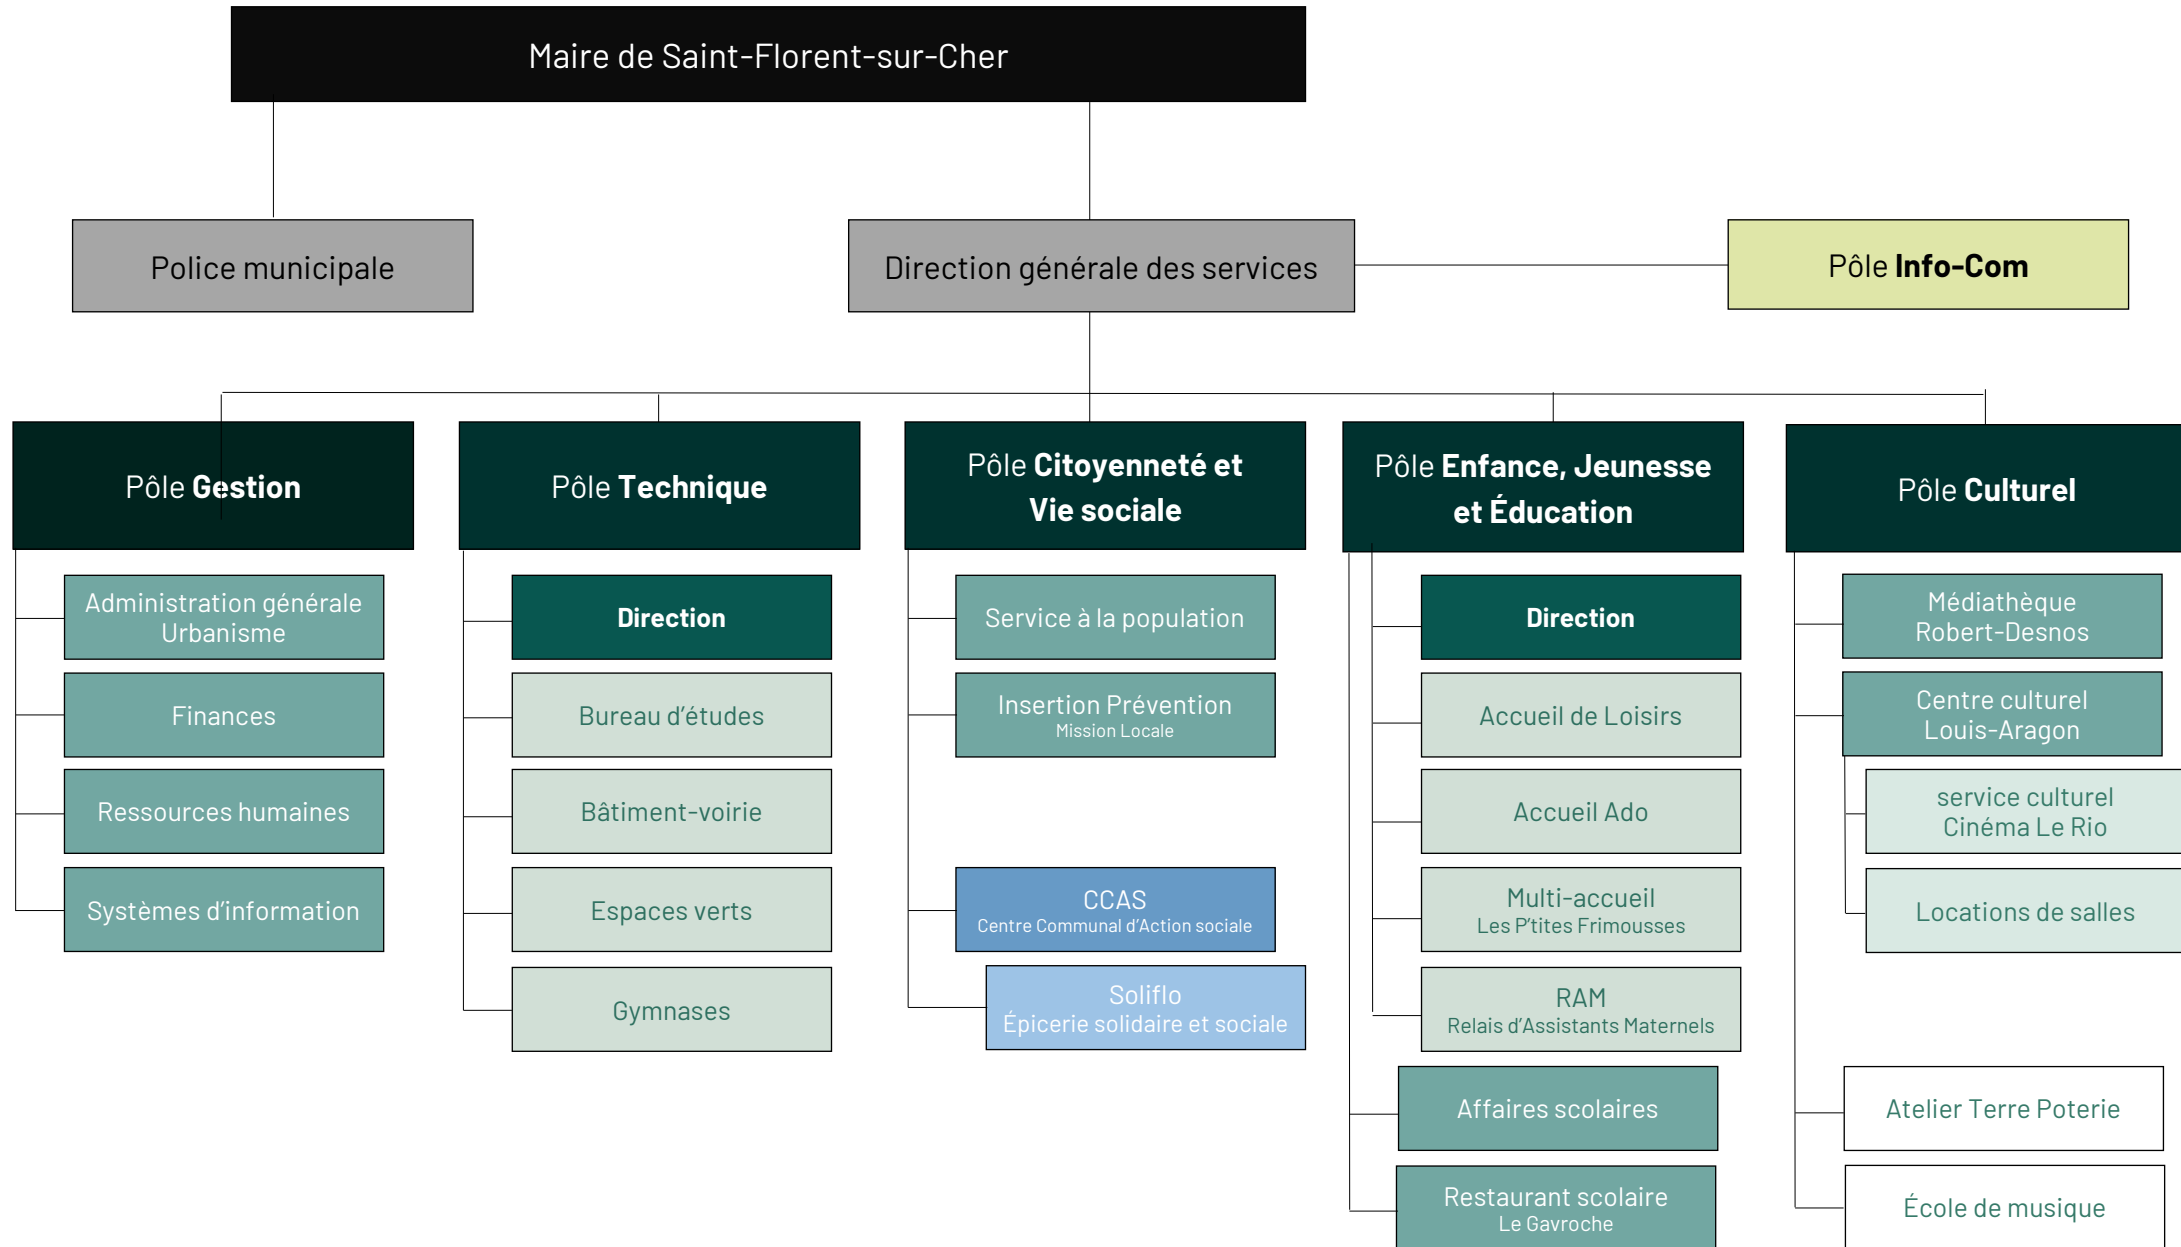 Maire de Saint-Florent-sur-Cher
Police municipale
Direction générale des services
Pôle Info-Com
Pôle Gestion
Administration générale
Urbanisme
Finances
Ressources humaines
Systèmes d'information
Pôle Technique
Direction
Bureau d'études
Bâtiment-voirie
Espaces verts
Gymnases
Pôle Citoyenneté et
Vie sociale
Service à la population
Insertion Prévention
Mission Locale
CCAS
Centre Communal d'Action sociale
Soliflo
Épicerie solidaire et sociale
Pôle Enfance, Jeunesse
et Éducation
Direction
Accueil de Loisirs
Accueil Ado
Multi-accueil
Les P'tites Frimousses
RAM
Relais d'Assistants Maternels
Affaires scolaires
Restaurant scolaire
Le Gavroche
Pôle Culturel
Médiathèque
Robert-Desnos
Centre culturel
Louis-Aragon
service culturel
Cinéma Le Rio
Locations de salles
Atelier Terre Poterie
École de musique